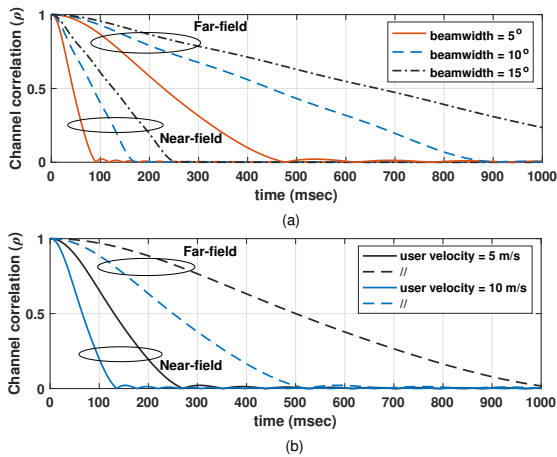 Channel correlation (ρ)
1
0.5
0
Far-field
Near-field
beamwidth = 5°
beamwidth = 10°
beamwidth = 15°
0 100 200 300 400 500 600 700 800 900 1000
time (msec)
(a)
Channel correlation (ρ)
1
0.5
0
Far-field
Near-field
user velocity = 5 m/s
//
user velocity = 10 m/s
//
0 100 200 300 400 500 600 700 800 900 1000
time (msec)
(b)